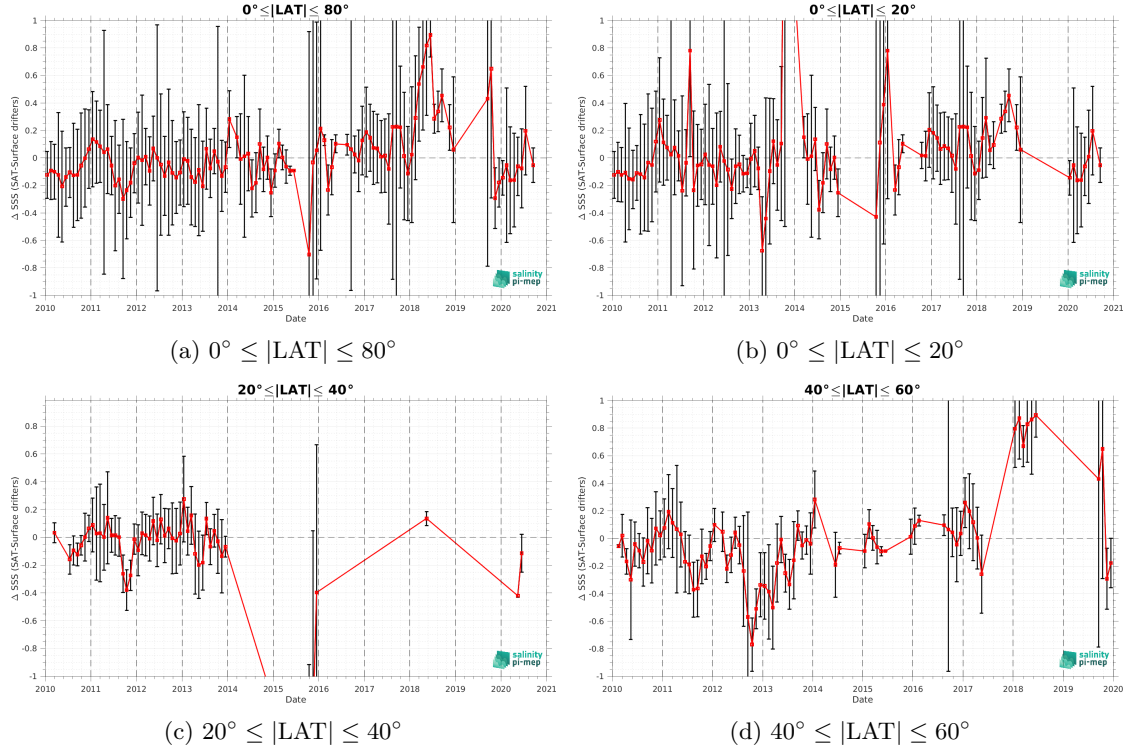 0°≤|LAT|≤ 80°
Δ SSS (SAT-Surface drifters)
1
0.8
0.6
0.4
0.2
0
-0.2
-0.4
-0.6
-0.8
-1
2010 2011 2012 2013 2014 2015 2016 2017 2018 2019 2020 2021
Date
salinity
pi-mep
(a) 0° ≤ |LAT| ≤ 80°
0°≤|LAT|≤ 20°
Δ SSS (SAT-Surface drifters)
1
0.8
0.6
0.4
0.2
0
-0.2
-0.4
-0.6
-0.8
-1
2010 2011 2012 2013 2014 2015 2016 2017 2018 2019 2020 2021
Date
salinity
pi-mep
(b) 0° ≤ |LAT| ≤ 20°
20°≤|LAT|≤ 40°
Δ SSS (SAT-Surface drifters)
0.8
0.6
0.4
0.2
0
-0.2
-0.4
-0.6
-0.8
-1
2010 2011 2012 2013 2014 2015 2016 2017 2018 2019 2020 2021
Date
salinity
pi-mep
(c) 20° ≤ |LAT| ≤ 40°
40°≤|LAT|≤ 60°
Δ SSS (SAT-Surface drifters)
1
0.8
0.6
0.4
0.2
0
-0.2
-0.4
-0.6
-0.8
-1
2010 2011 2012 2013 2014 2015 2016 2017 2018 2019 2020
Date
salinity
pi-mep
(d) 40° ≤ |LAT| ≤ 60°